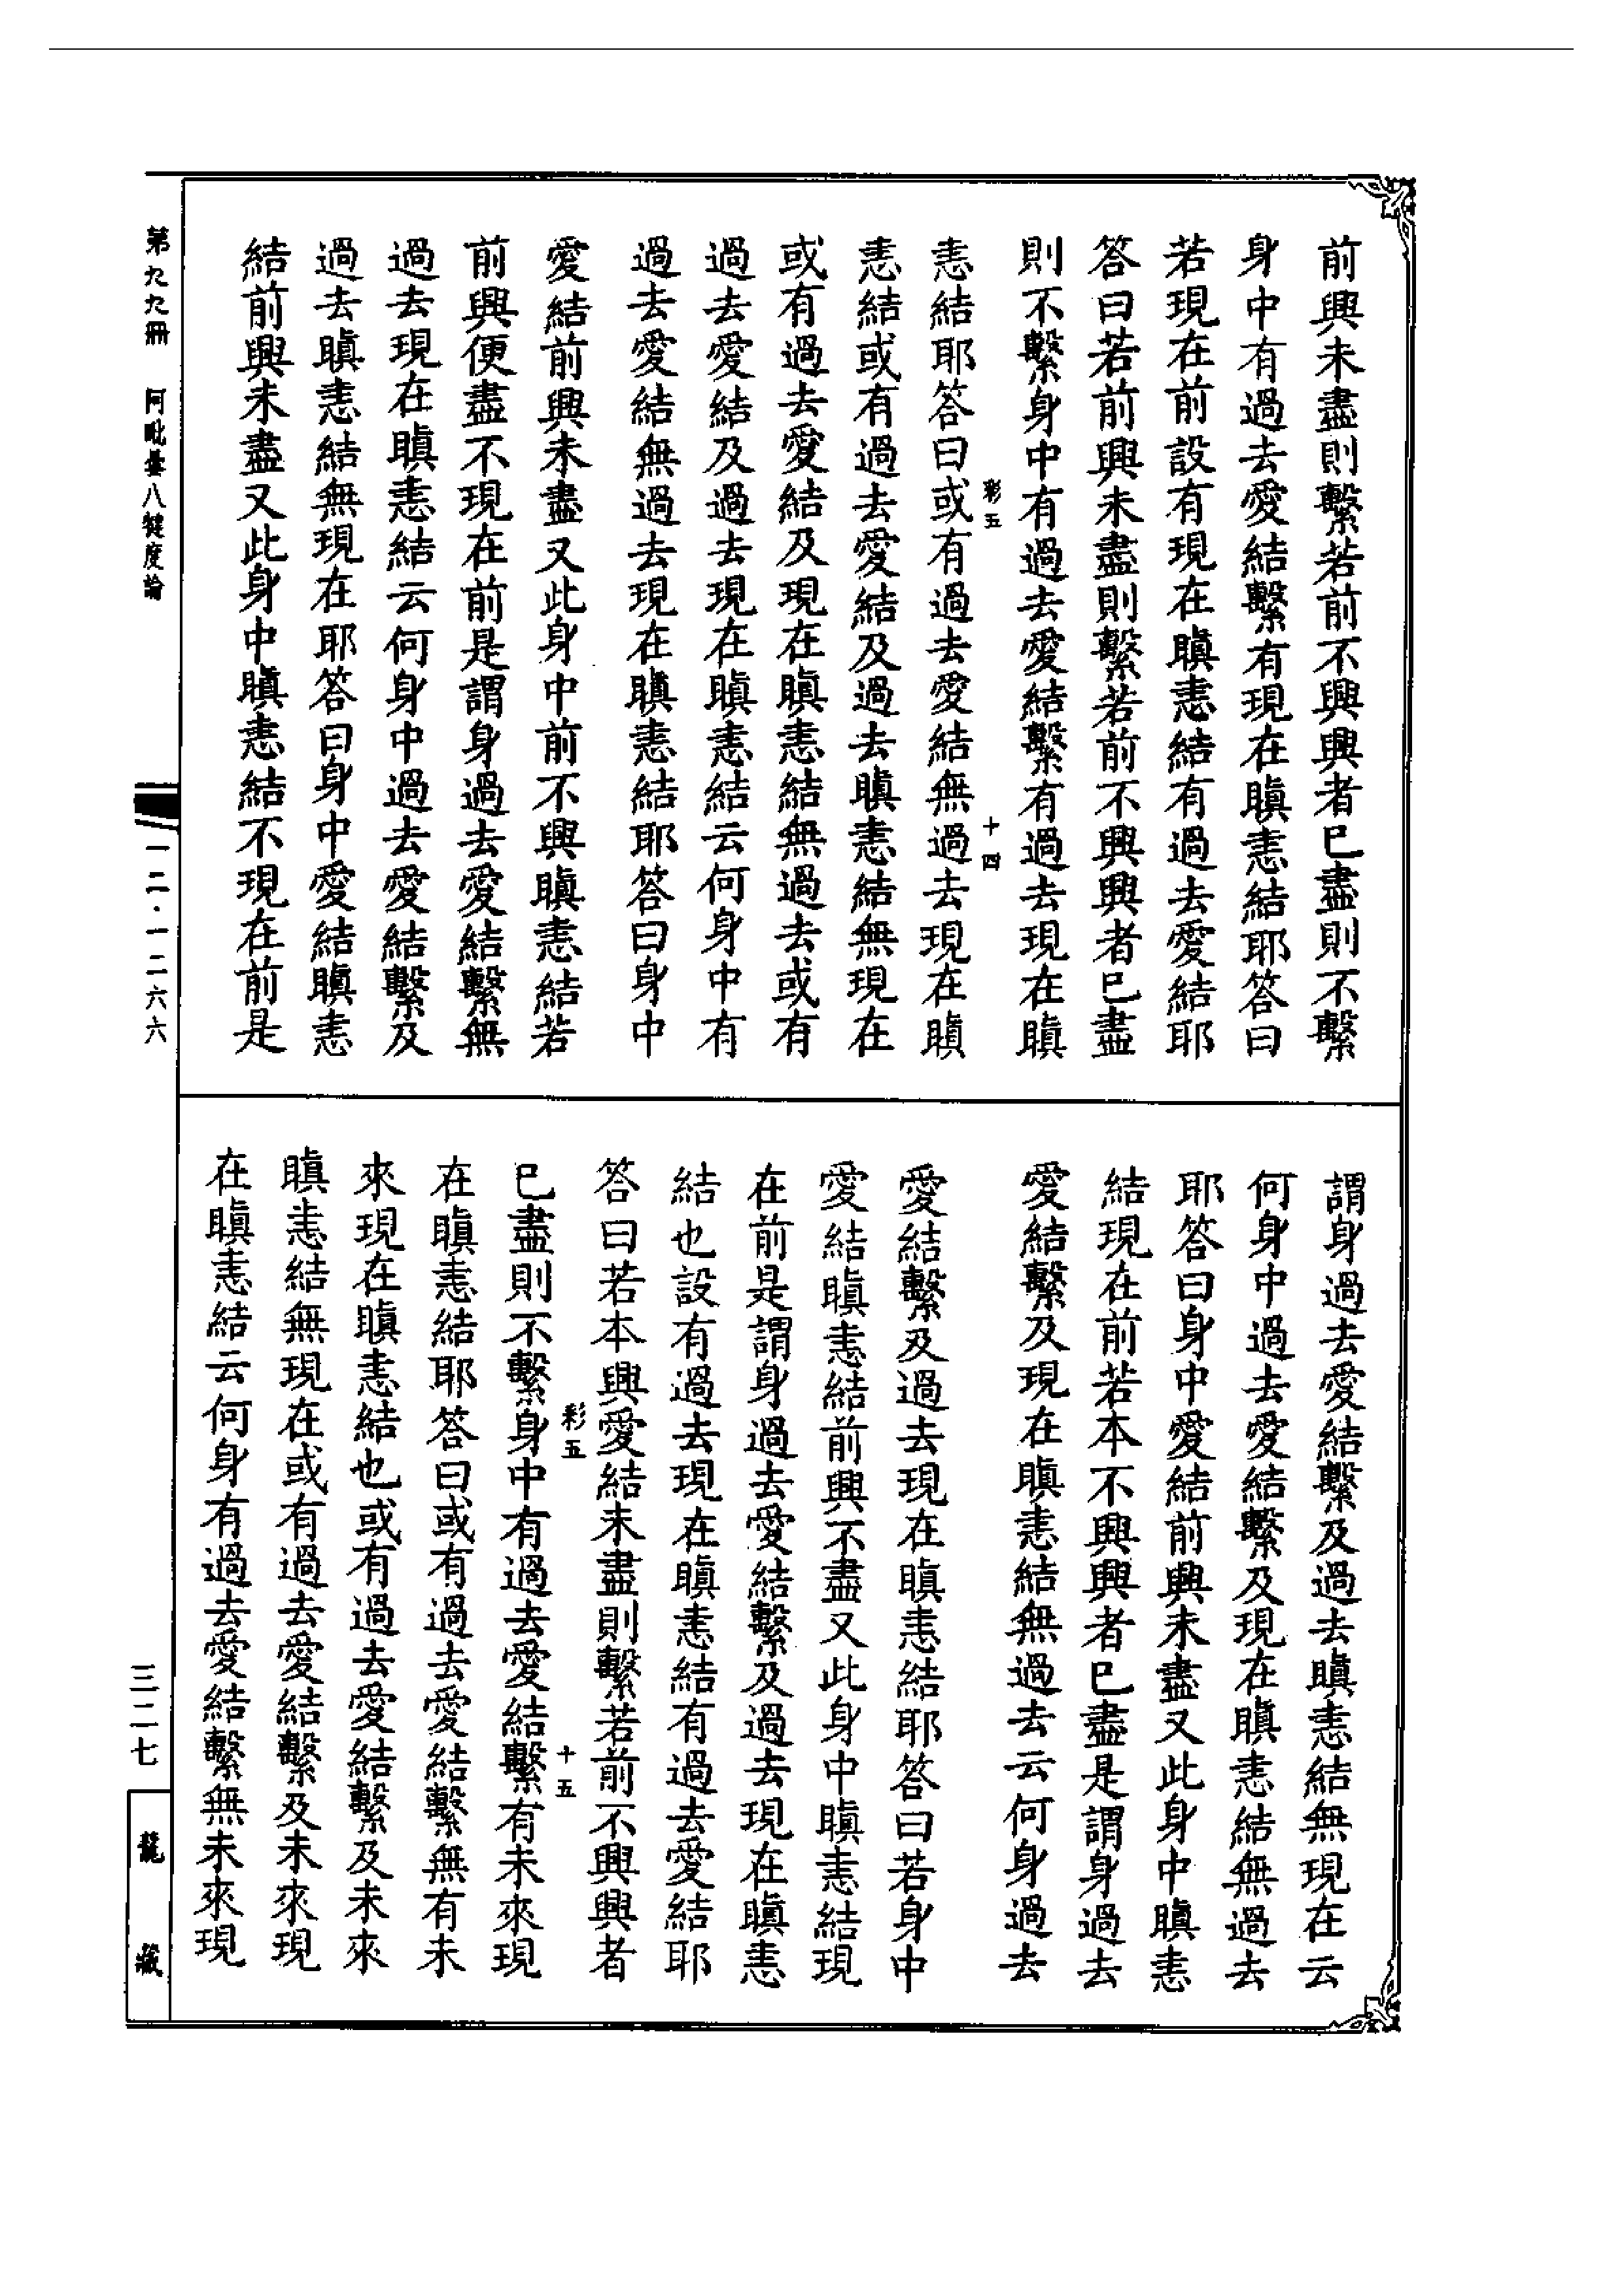 前興未盡則繫若前不興興者已盡則不繫
身中有過去愛結繫有現在瞋恚結耶答曰
若現在前設有現在瞋恚結有過去愛結耶
答曰若前興未盡則繫若前不興興者已盡
則不繫身中有過去愛結繫有過去現在瞋
彩五
十四
恚結耶答曰或有過去愛結無過去現在瞋
恚結或有過去愛結及過去瞋恚結無現在
或有過去愛結及現在瞋恚結無過去或有
過去愛結及過去現在瞋恚結云何身中有
過去愛結無過去現在瞋恚結耶答曰身中
愛結前興未盡又此身中前不興瞋恚結若
前興便盡不現在前是謂身過去愛結繫無
過去現在瞋恚結云何身中過去愛結繫及
過去瞋恚結無現在耶答曰身中愛結瞋恚
結前興未盡又此身中瞋恚結不現在前是
謂身過去愛結繫及過去瞋恚結無現在云
何身中過去愛結繫及現在瞋恚結無過去
耶答曰身中愛結前興未盡又此身中瞋恚
結現在前若本不興興者已盡是謂身過去
愛結繫及現在瞋恚結無過去云何身過去
愛結繫及過去現在瞋恚結耶答曰若身中
愛結瞋恚結前興不盡又此身中瞋恚結現
在前是謂身過去愛結繫及過去現在瞋恚
結也設有過去現在瞋恚結有過去愛結耶
答曰若本興愛結未盡則繫若前不興興者
彩五
十五
已盡則不繫身中有過去愛結繫有未來現
在瞋恚結耶答曰或有過去愛結繫無有未
來現在瞋恚結也或有過去愛結繫及未來
瞋恚結無現在或有過去愛結繫及未來現
在瞋恚結云何身有過去愛結繫無未來現
第九九冊 阿毗曇八犍度論
一二·一二六六
三二七
龍藏